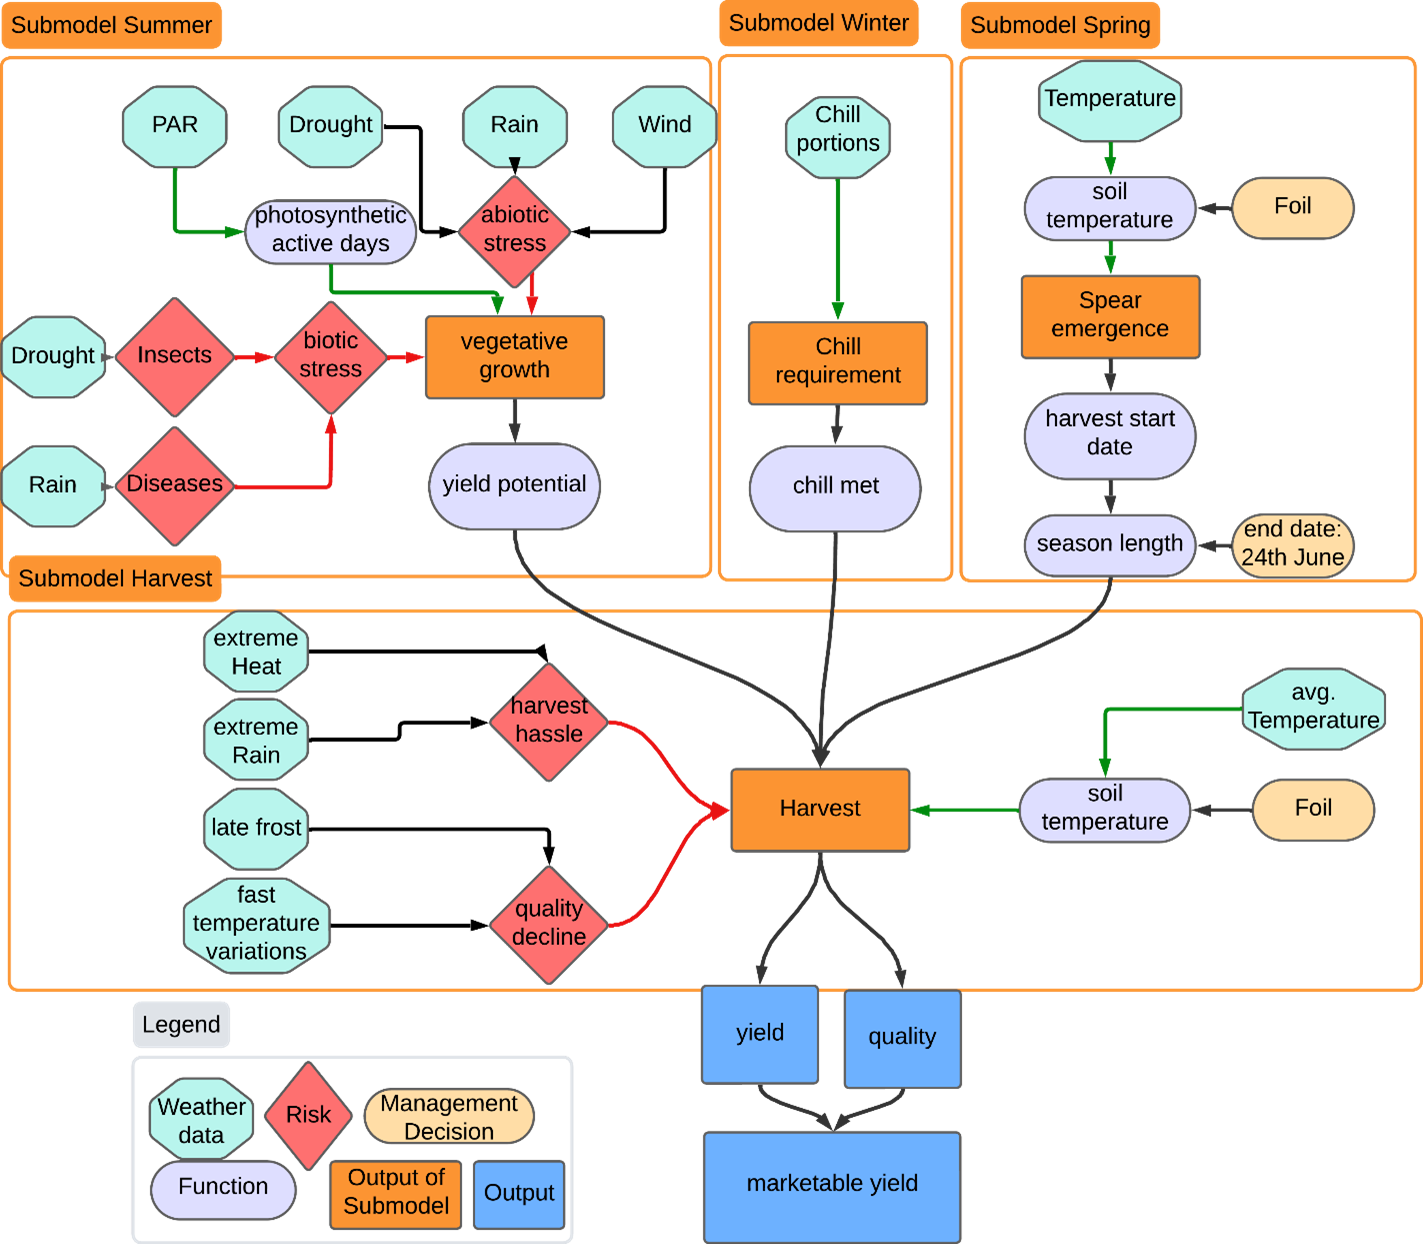 Submodel Summer
Submodel Winter
Submodel Spring
PAR
Drought
Rain
Wind
photosynthetic
active days
abiotic
stress
Drought
Insects
biotic
stress
vegetative
growth
Rain
Diseases
yield potential
Chill
portions
Chill
requirement
chill met
Temperature
soil
temperature
Foil
Spear
emergence
harvest start
date
season length
end date:
24th June
Submodel Harvest
extreme
Heat
extreme
Rain
harvest
hassle
late frost
fast
temperature
variations
quality
decline
Harvest
avg.
Temperature
soil
temperature
Foil
yield
quality
marketable yield
Legend
Weather
data
Risk
Management
Decision
Function
Output of
Submodel
Output